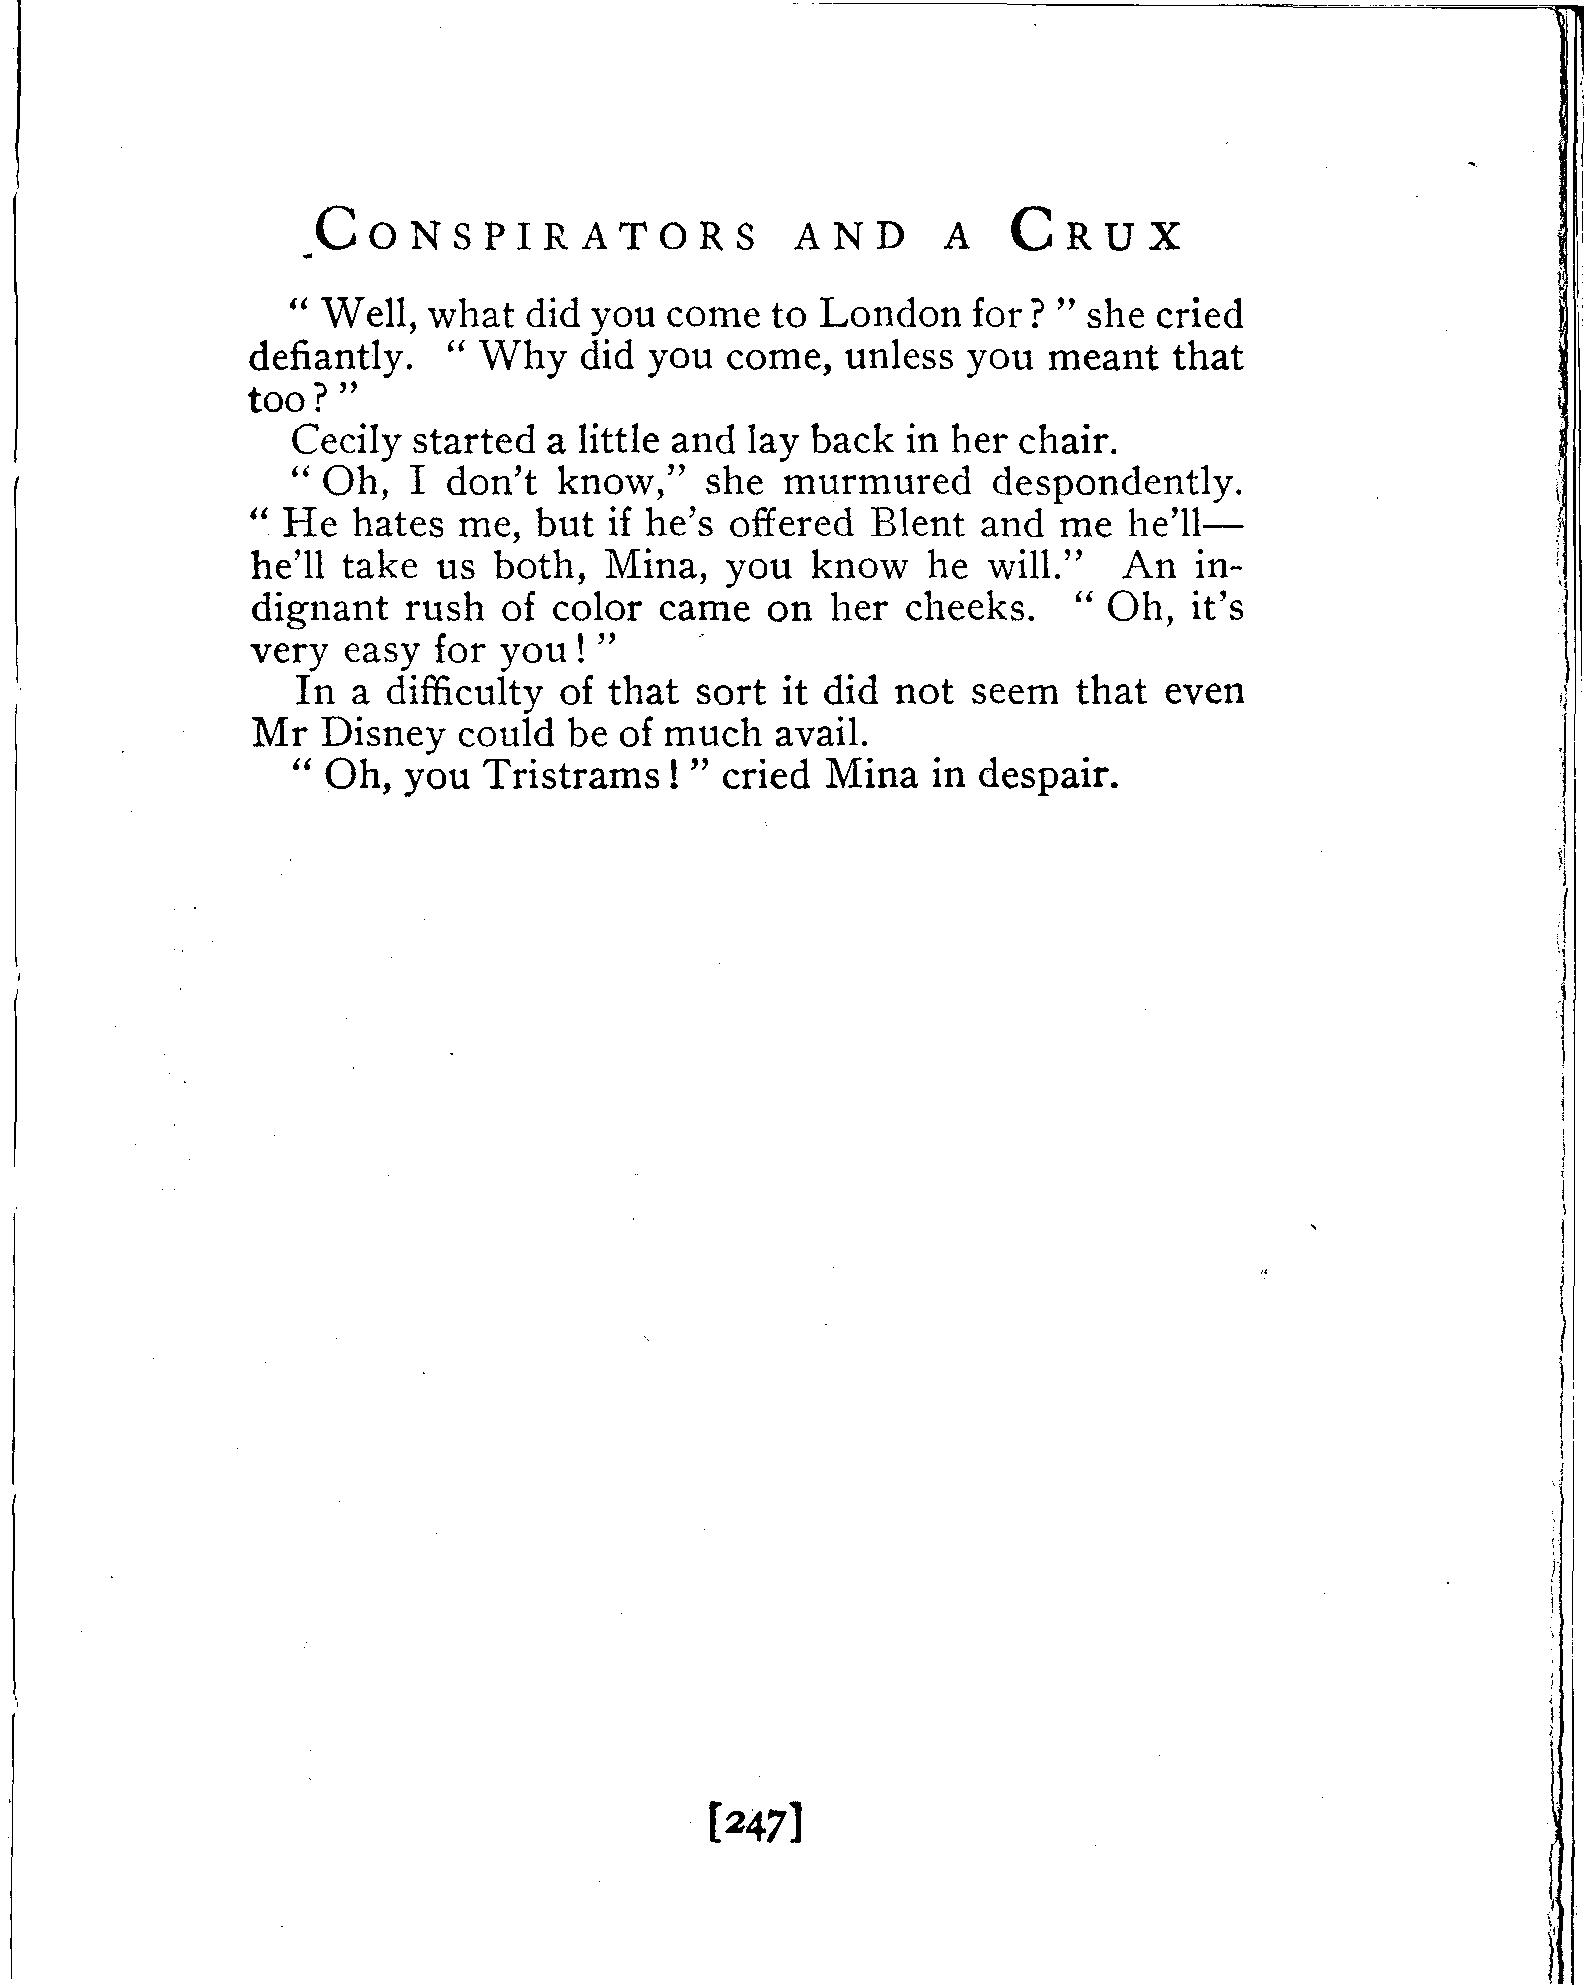 CONSPIRATORS AND A CRUX
“ Well, what did you come to London for? ” she cried
defiantly. “ Why did you come, unless you meant that
too? ”
Cecily started a little and lay back in her chair.
“ Oh, I don’t know,” she murmured despondently.
“ He hates me, but if he’s offered Blent and me he’ll—
he’ll take us both, Mina, you know he will.” An in-
dignant rush of color came on her cheeks. “ Oh, it’s
very easy for you! ”
In a difficulty of that sort it did not seem that even
Mr Disney could be of much avail.
“ Oh, you Tristrams! ” cried Mina in despair.
[247]